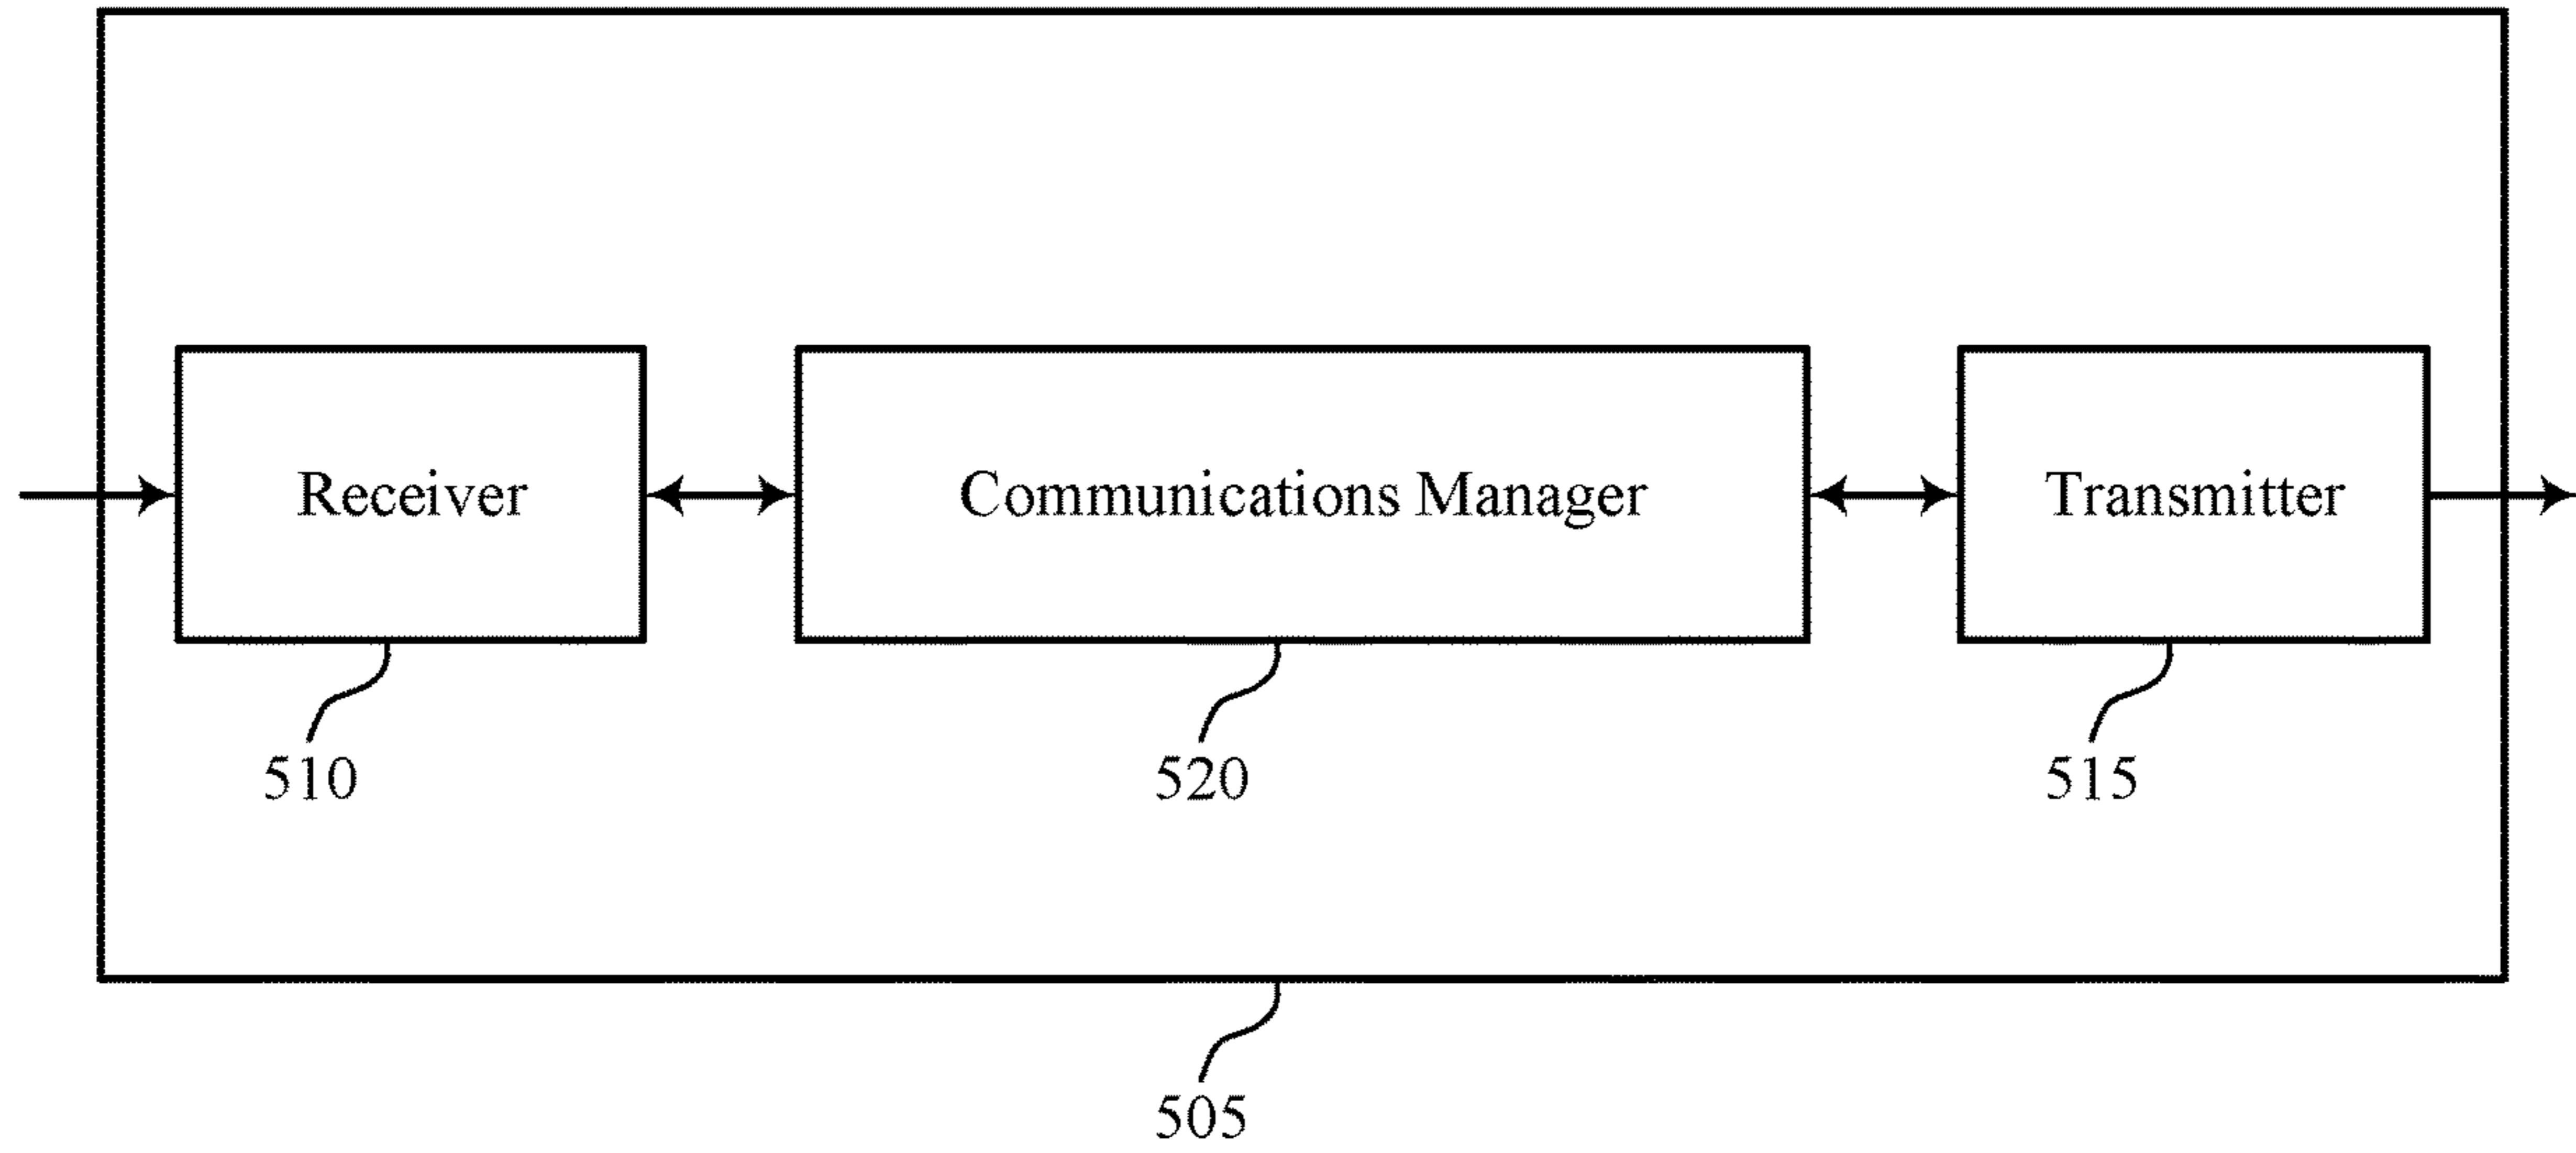 Receiver
Communications Manager
Transmitter
510
520
515
505